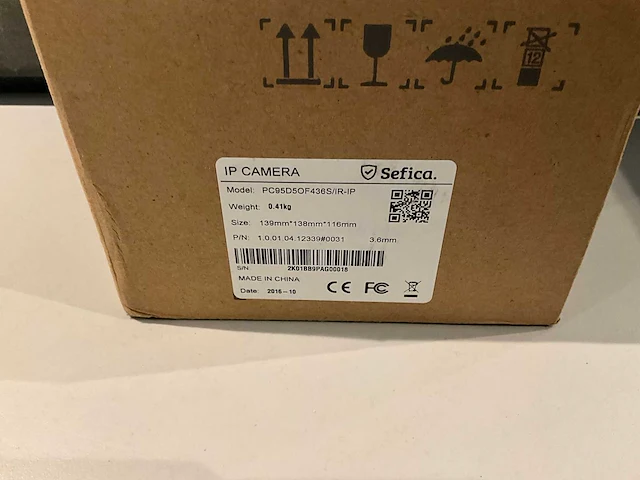 12
IP CAMERA Sefica.
Model: PC95D5OF436S/IR-IP
Weight: 0.41kg
Size: 139mm*138mm*116mm
P/N: 1.0.01.04.12339#0031 3.6mm
S/N: 2K01BB9PAG00016
MADE IN CHINA
Date: 2016-10 CE FC